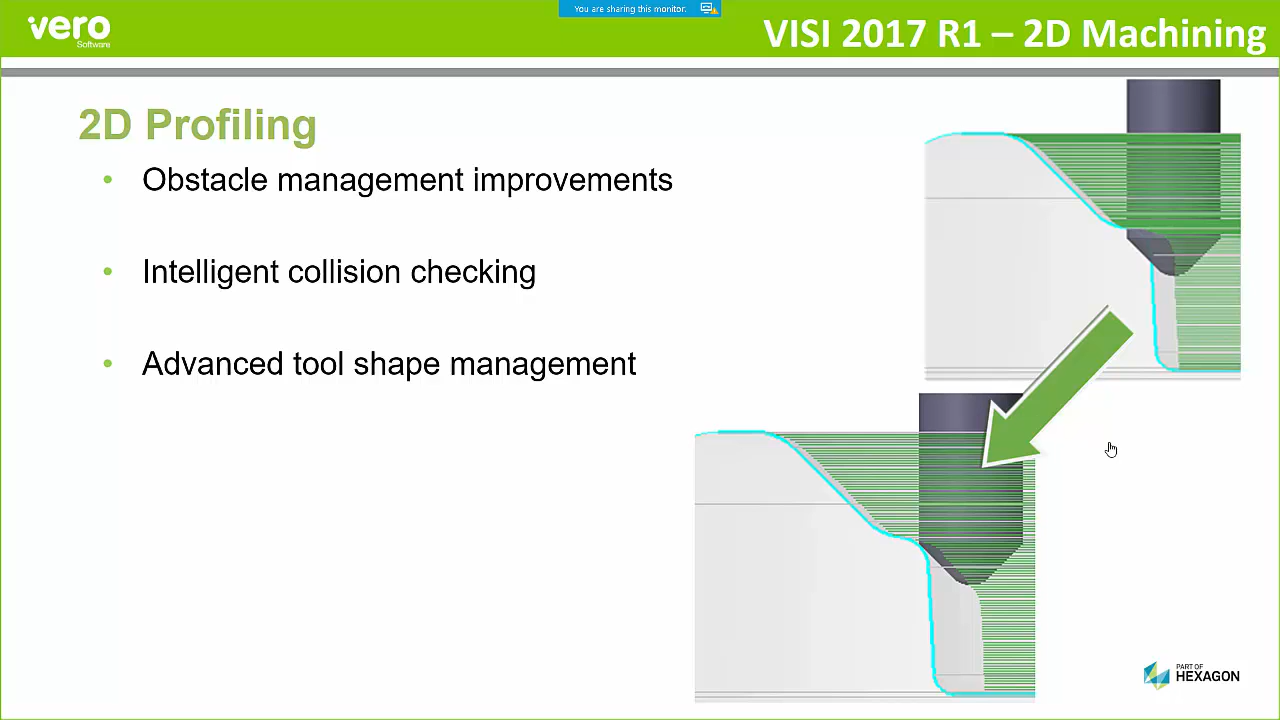 You are sharing this monitor.
vero
Software
VISI 2017 R1 – 2D Machining
2D Profiling
• Obstacle management improvements
• Intelligent collision checking
• Advanced tool shape management
PART OF
HEXAGON